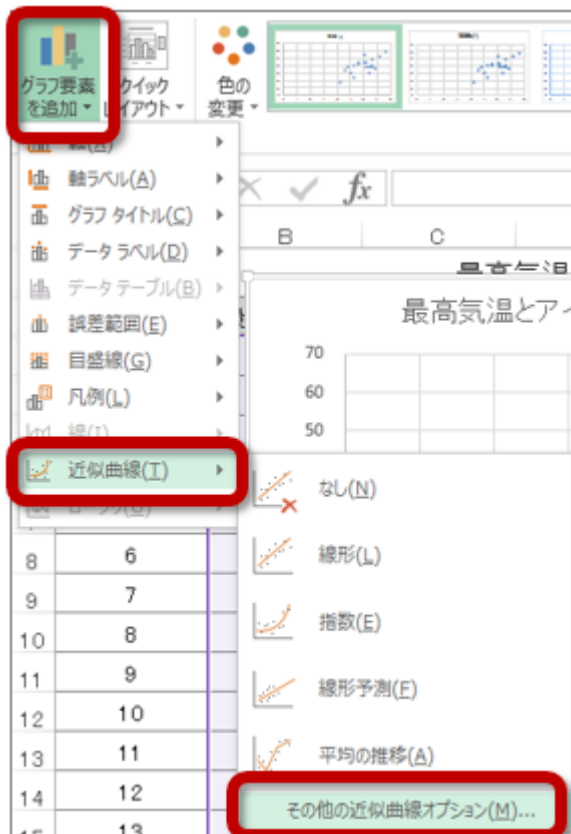 グラフ要素 クイック 色の
を追加 レイアウト 変更
軸ラベル(A)
fx
グラフ タイトル(C)
B C
データ ラベル(D)
データ テーブル(B)
最高気温とアイ
誤差範囲(E)
70
目盛線(G)
60
凡例(L)
50
線(I)
近似曲線(T)
なし(N)
8 6
線形(L)
9 7
指数(E)
10 8
11 9
線形予測(F)
12 10
13 11
平均の推移(A)
14 12
その他の近似曲線オプション(M)...
13